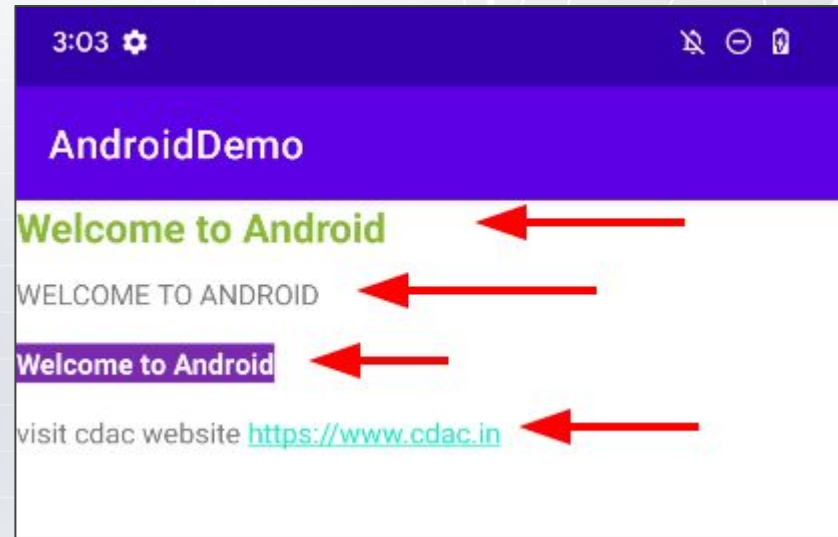 3:03
AndroidDemo
Welcome to Android
WELCOME TO ANDROID
Welcome to Android
visit cdac website https://www.cdac.in